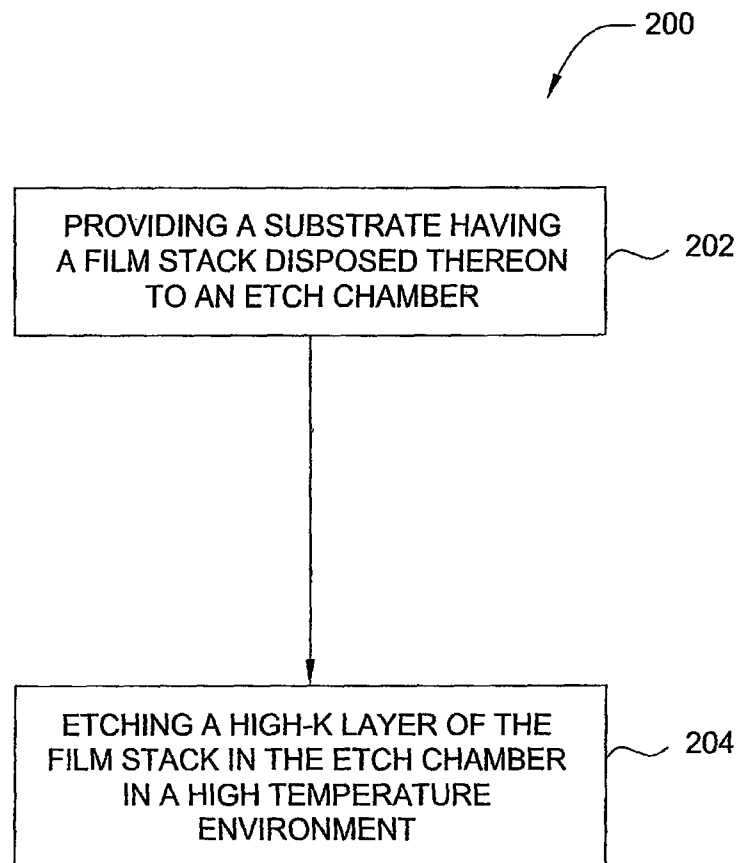 200
PROVIDING A SUBSTRATE HAVING
A FILM STACK DISPOSED THEREON
TO AN ETCH CHAMBER
202
ETCHING A HIGH-K LAYER OF THE
FILM STACK IN THE ETCH CHAMBER
IN A HIGH TEMPERATURE
ENVIRONMENT
204